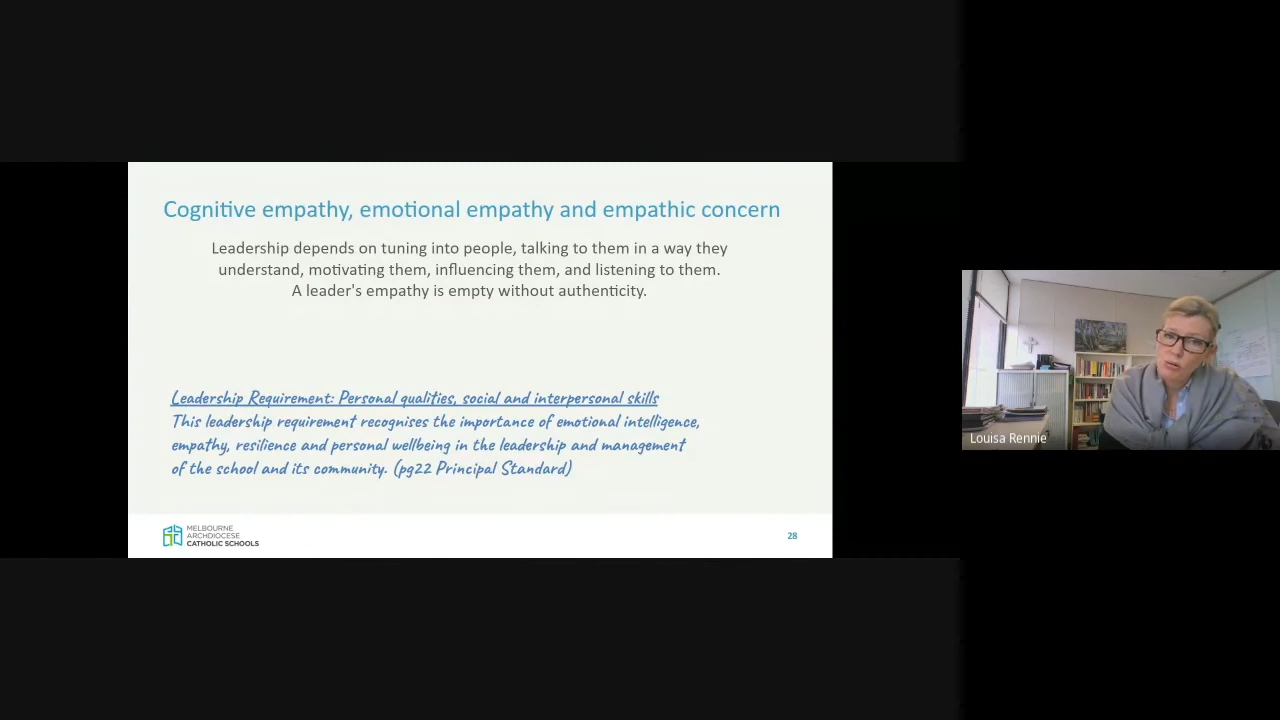 Cognitive empathy, emotional empathy and empathic concern
Leadership depends on tuning into people, talking to them in a way they
understand, motivating them, influencing them, and listening to them.
A leader's empathy is empty without authenticity.
Leadership Requirement: Personal qualities, social and interpersonal skills
This leadership requirement recognises the importance of emotional intelligence,
empathy, resilience and personal wellbeing in the leadership and management
of the school and its community. (pg22 Principal Standard)
MELBOURNE
ARCHDIOCESE
CATHOLIC SCHOOLS
28
Louisa Rennie